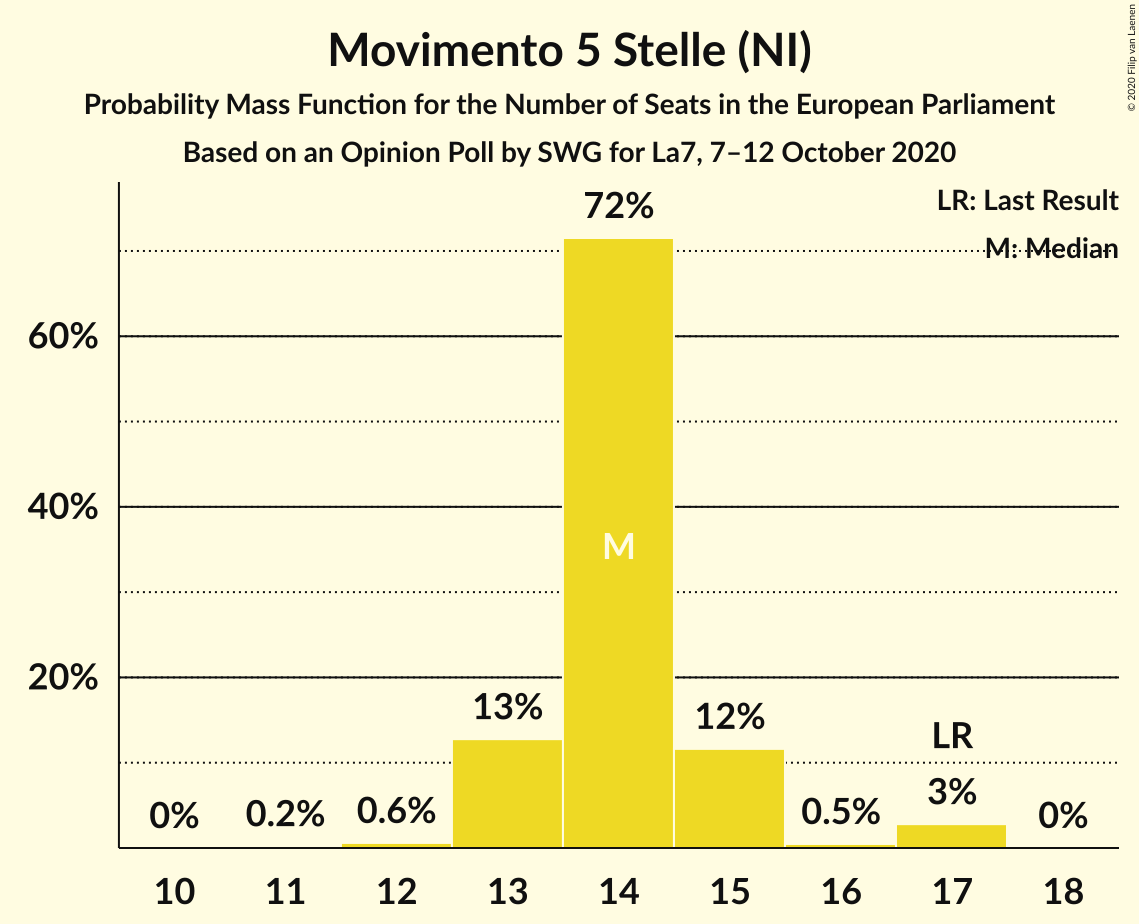 Movimento 5 Stelle (NI)
Probability Mass Function for the Number of Seats in the European Parliament
Based on an Opinion Poll by SWG for La7, 7–12 October 2020
© 2020 Filip van Laenen
LR: Last Result
M: Median
60%
40%
20%
0%
0.2%
0.6%
13%
72%
M
12%
0.5%
LR
3%
0%
10 11 12 13 14 15 16 17 18